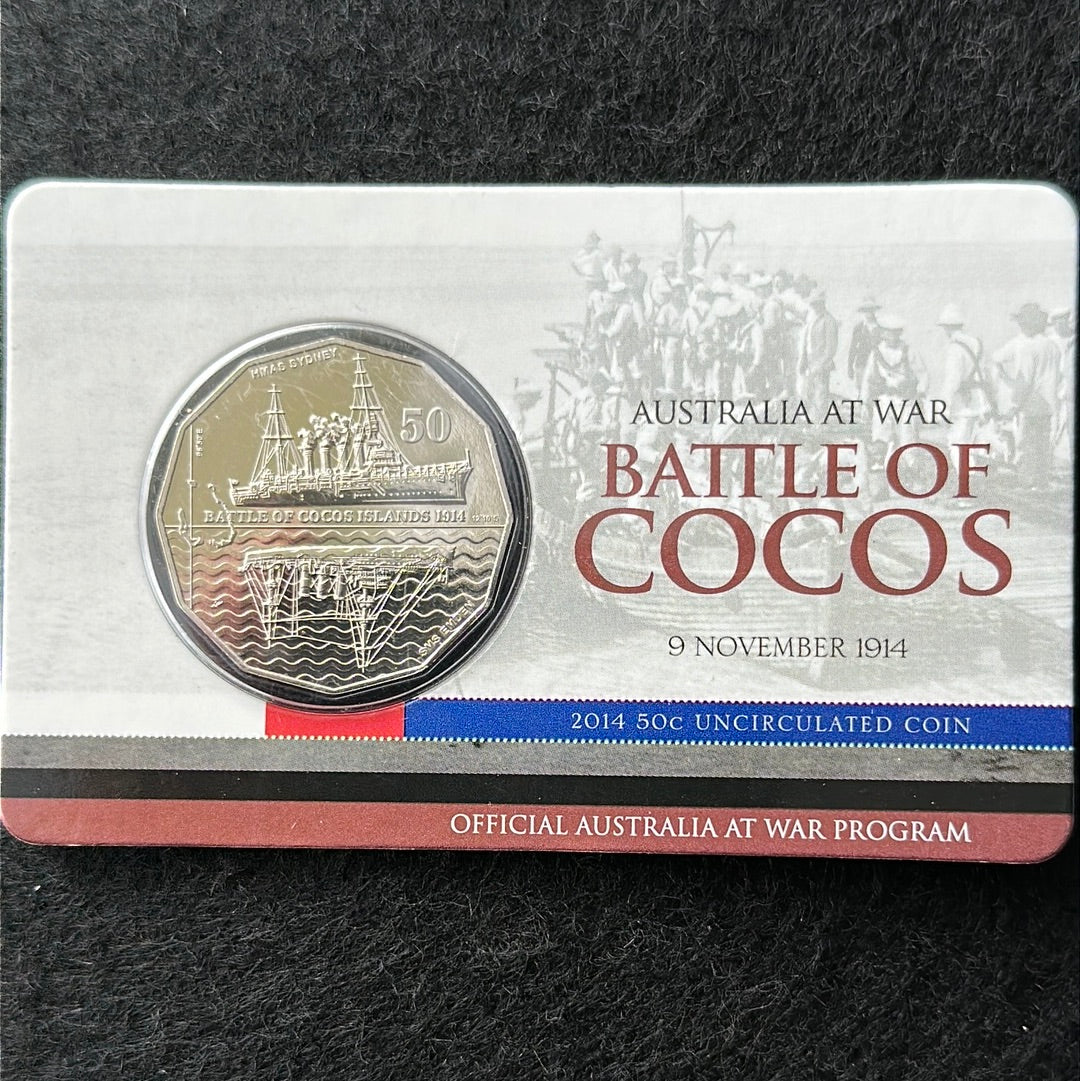 HMAS SYDNEY
50
BATTLE OF COCOS ISLANDS 1914
SMS EMDEN
AUSTRALIA AT WAR
BATTLE OF
COCOS
9 NOVEMBER 1914
2014 50c UNCIRCULATED COIN
OFFICIAL AUSTRALIA AT WAR PROGRAM